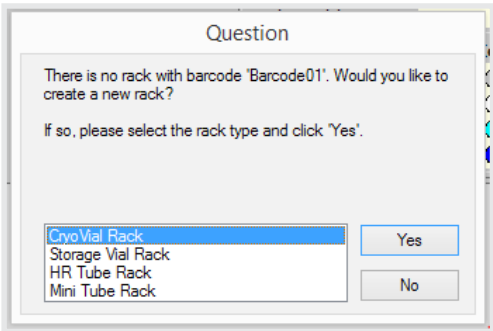 Question
There is no rack with barcode 'Barcode01'. Would you like to
create a new rack?
If so, please select the rack type and click 'Yes'.
CryoVial Rack
Storage Vial Rack
HR Tube Rack
Mini Tube Rack
Yes
No